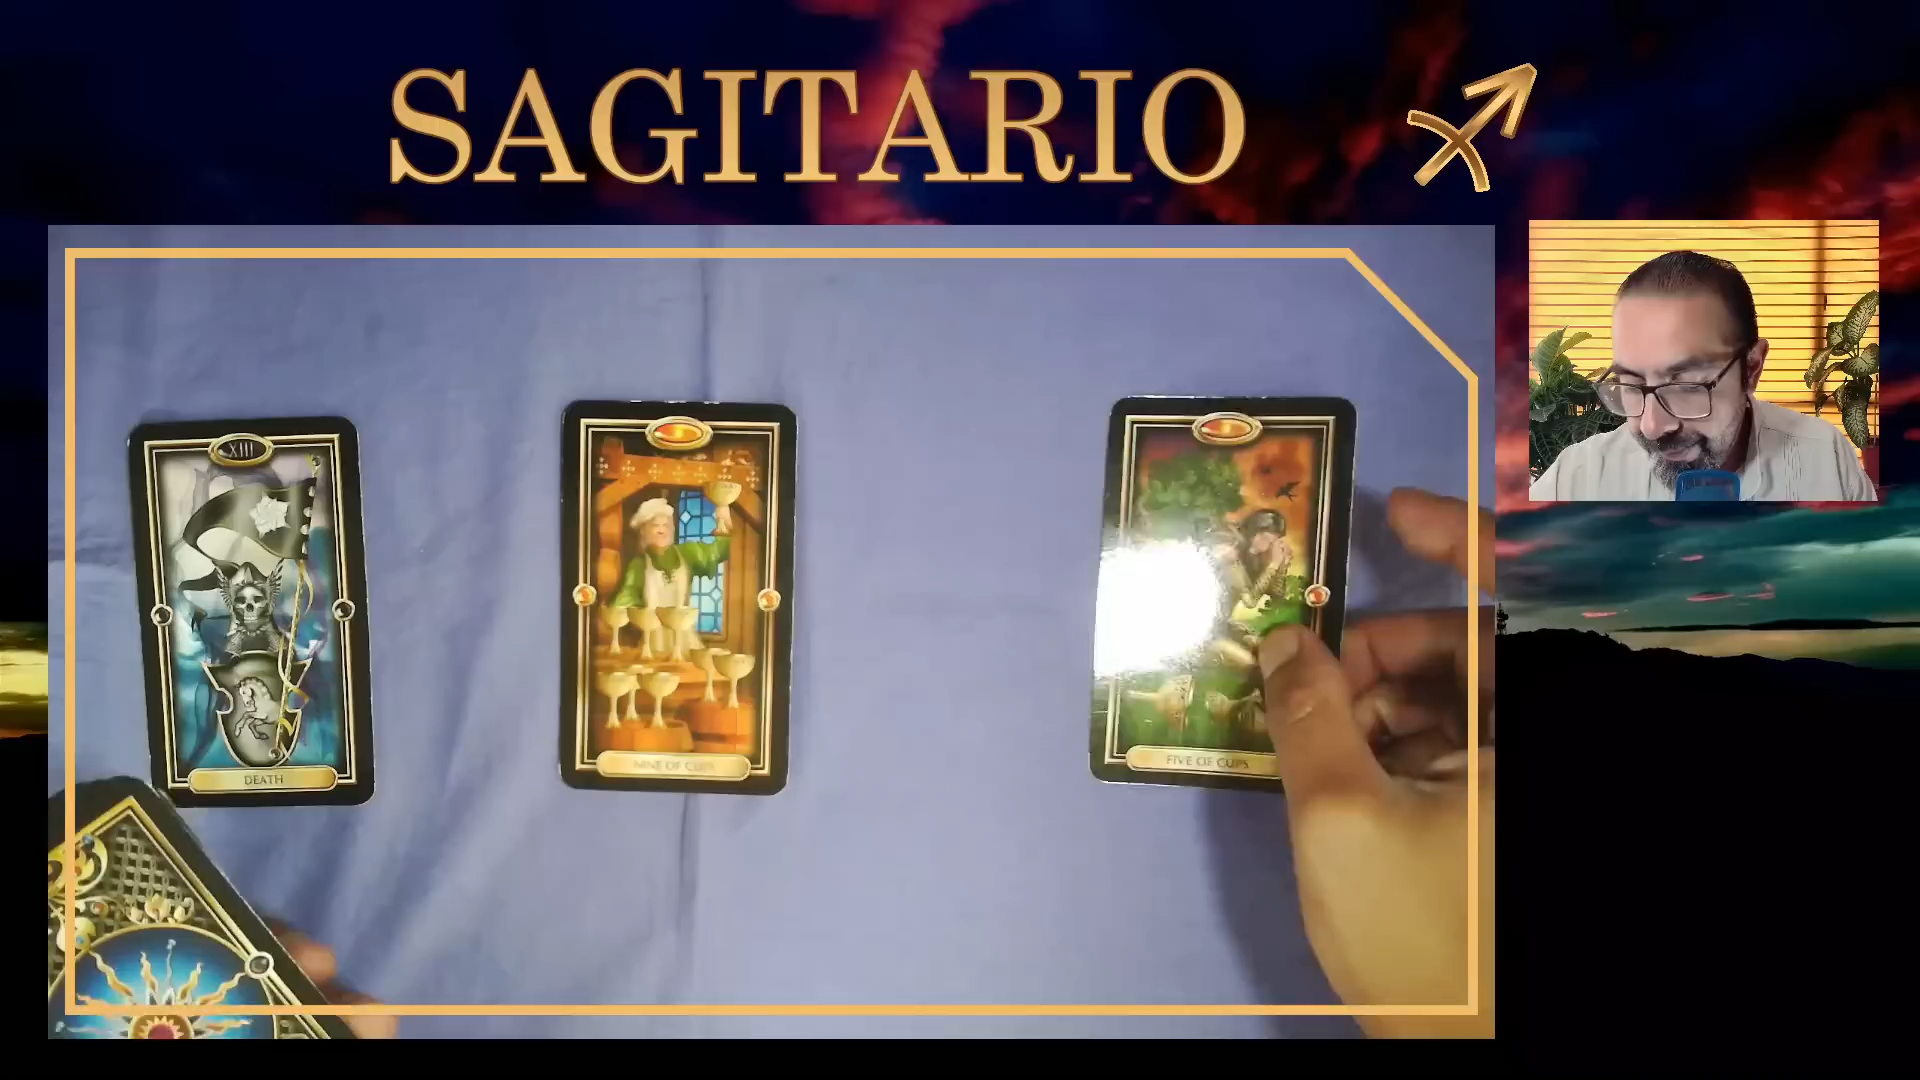 SAGITARIO
XIII
DEATH
NINE OF CUPS
FIVE OF CUPS